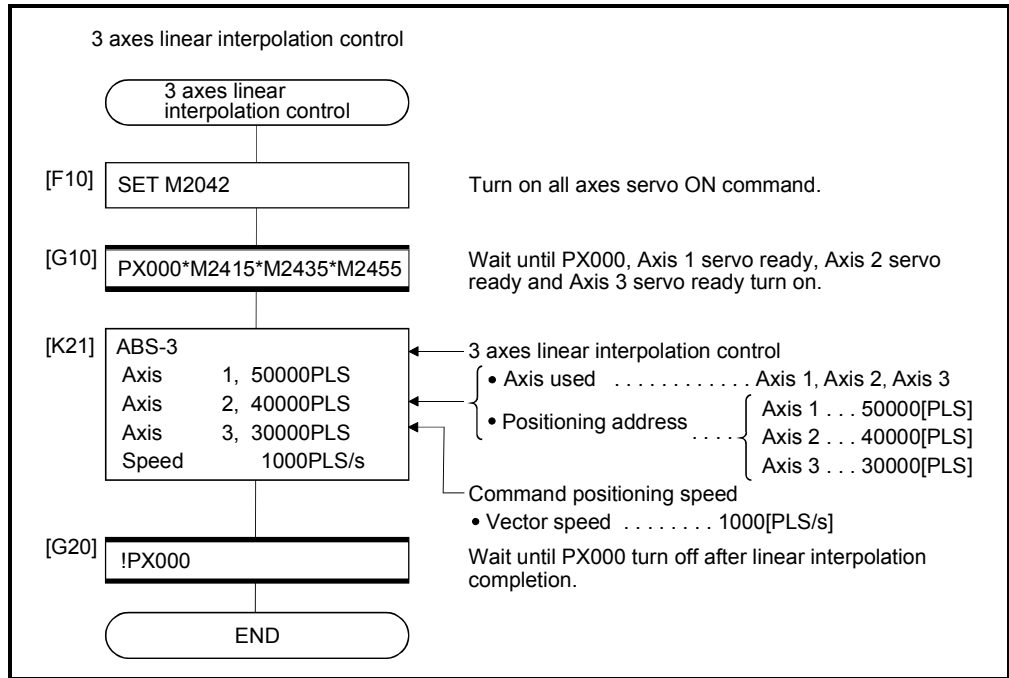 3 axes linear interpolation control
3 axes linear
interpolation control
[F10] SET M2042
Turn on all axes servo ON command.
[G10] PX000*M2415*M2435*M2455
Wait until PX000, Axis 1 servo ready, Axis 2 servo
ready and Axis 3 servo ready turn on.
[K21] ABS-3
Axis 1, 50000PLS
Axis 2, 40000PLS
Axis 3, 30000PLS
Speed 1000PLS/s
3 axes linear interpolation control
• Axis used . . . . . . . . . . . . Axis 1, Axis 2, Axis 3
• Positioning address . . . .
Axis 1 . . . 50000[PLS]
Axis 2 . . . 40000[PLS]
Axis 3 . . . 30000[PLS]
Command positioning speed
• Vector speed . . . . . . . . 1000[PLS/s]
[G20] !PX000
Wait until PX000 turn off after linear interpolation
completion.
END